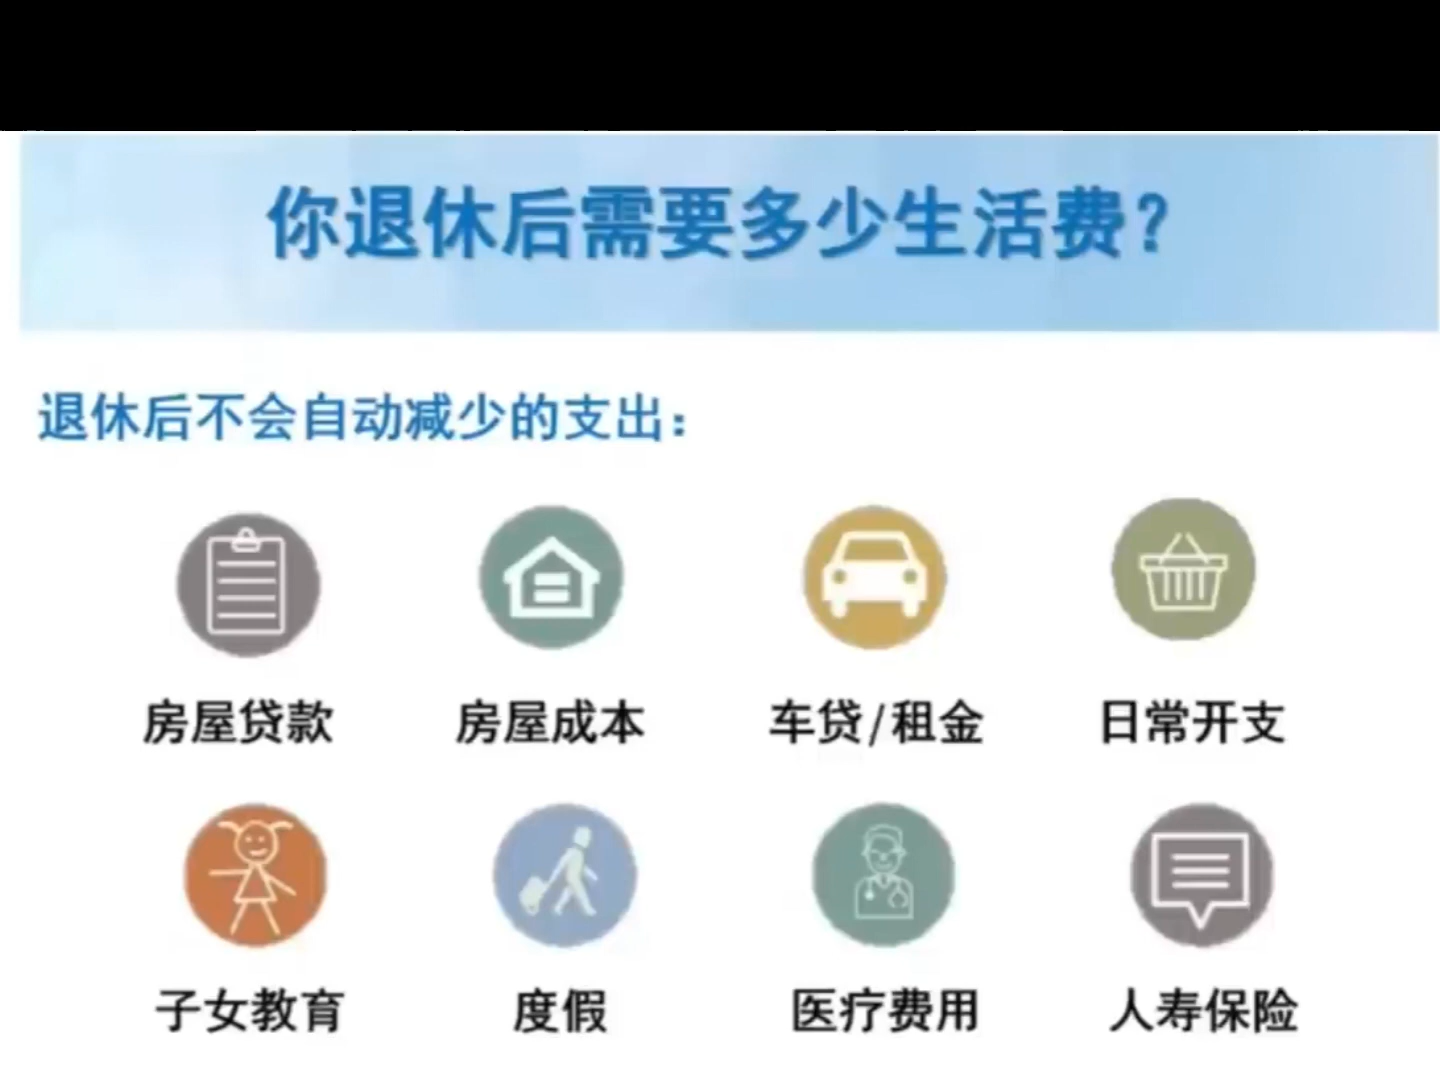 你退休后需要多少生活费？
退休后不会自动减少的支出：
房屋贷款 房屋成本 车贷/租金 日常开支
子女教育 度假 医疗费用 人寿保险